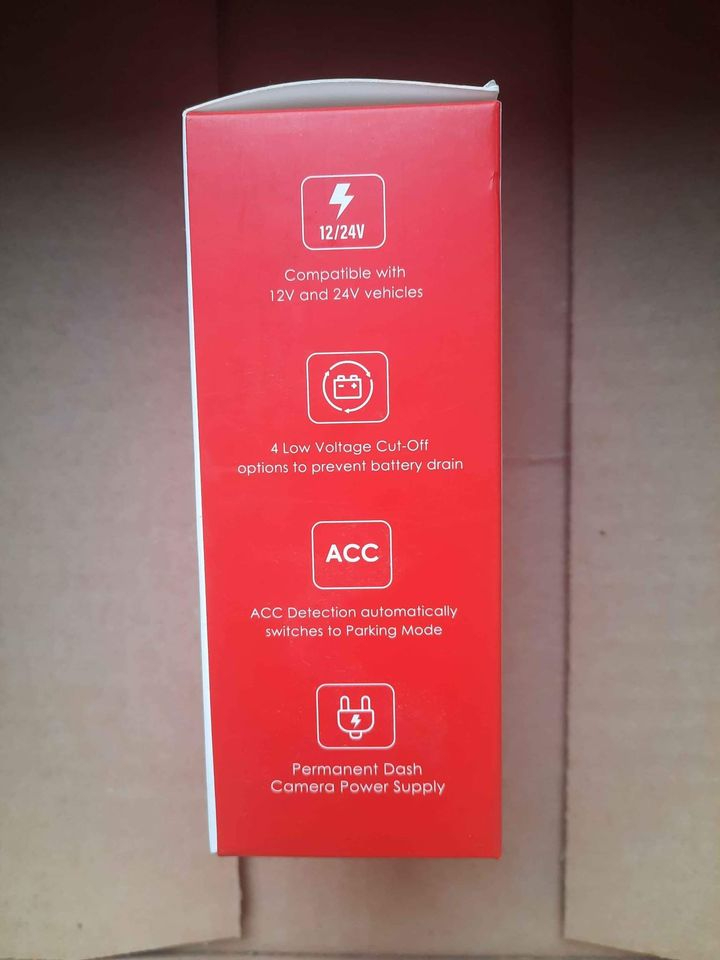 12/24V
Compatible with
12V and 24V vehicles
4 Low Voltage Cut-Off
options to prevent battery drain
ACC
ACC Detection automatically
switches to Parking Mode
Permanent Dash
Camera Power Supply